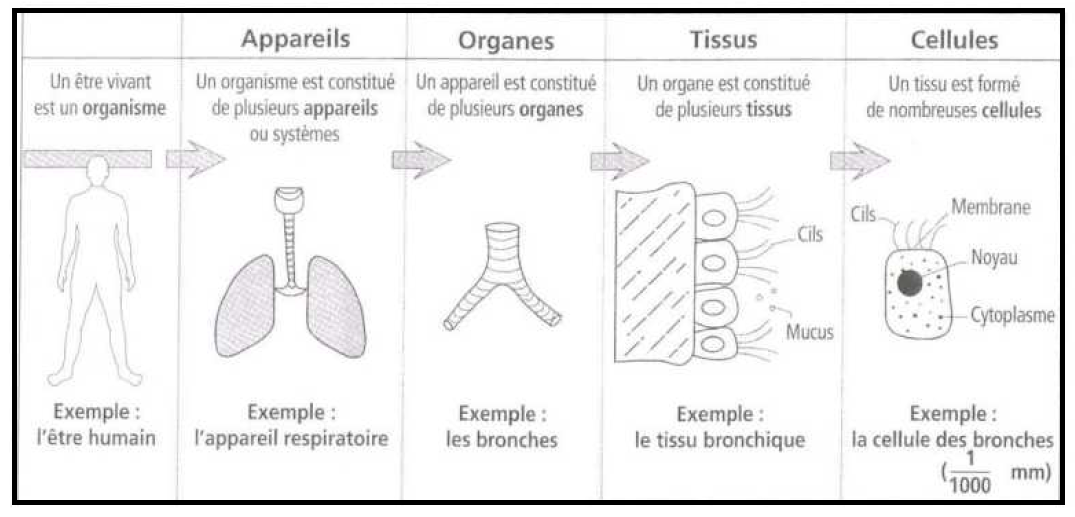 Appareils
Organes
Tissus
Cellules
Un être vivant
est un organisme
Un organisme est constitué
de plusieurs appareils
ou systèmes
Un appareil est constitué
de plusieurs organes
Un organe est constitué
de plusieurs tissus
Un tissu est formé
de nombreuses cellules
Cils
Mucus
Cils
Membrane
Noyau
Cytoplasme
Exemple :
l'être humain
Exemple :
l'appareil respiratoire
Exemple :
les bronches
Exemple :
le tissu bronchique
Exemple :
la cellule des bronches
(1/1000 mm)